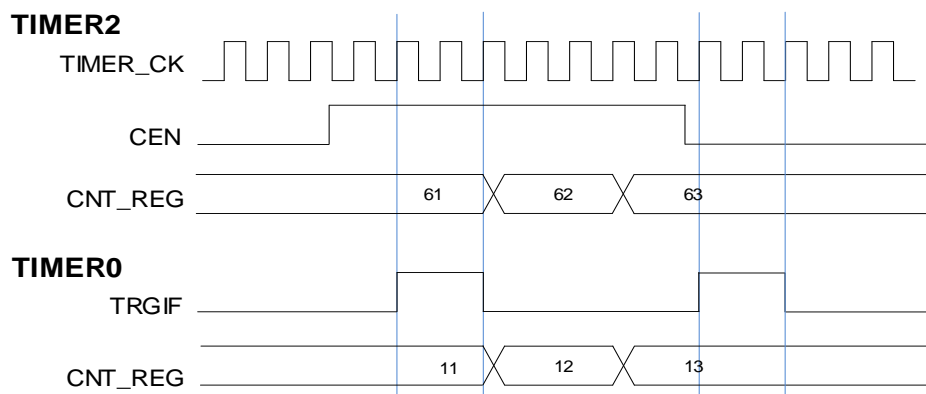 TIMER2
TIMER_CK
CEN
CNT_REG 61 62 63
TIMER0
TRGIF
CNT_REG 11 12 13